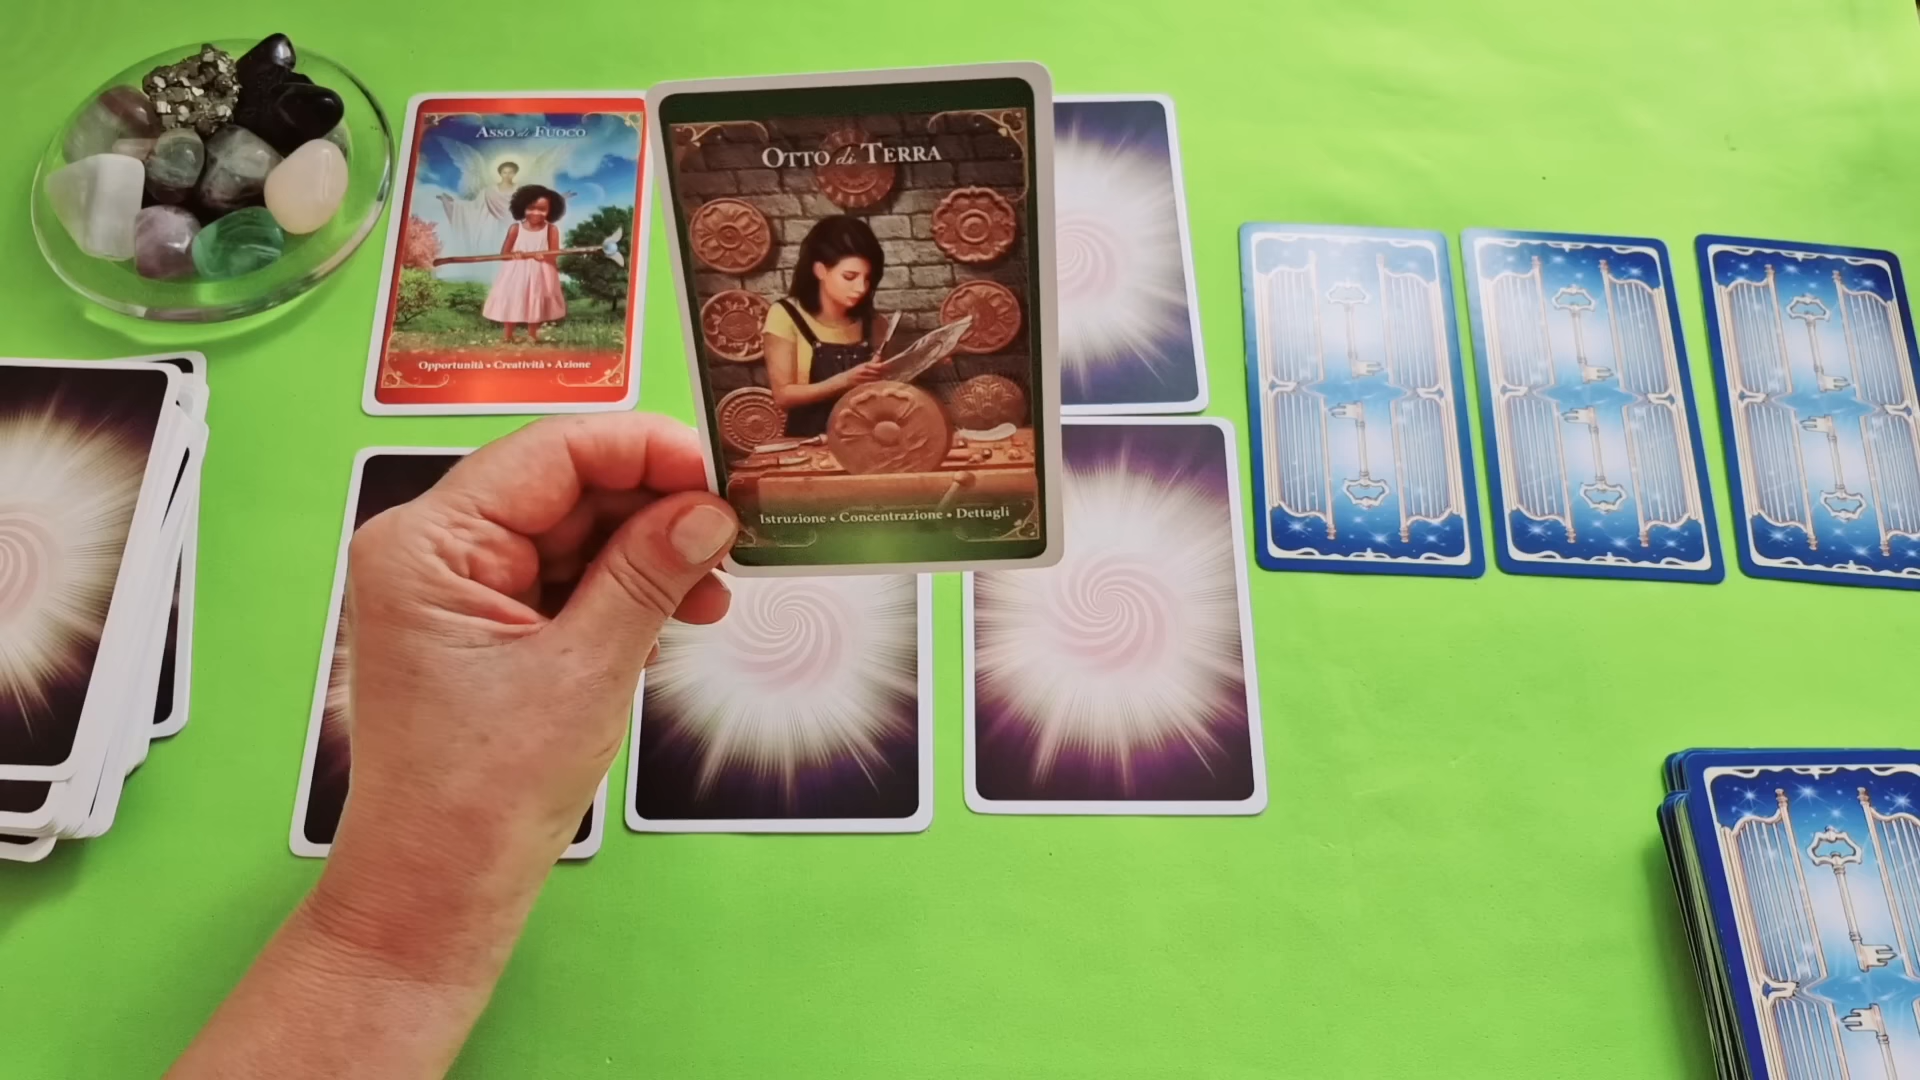 Asso di Fuoco
Opportunità • Creatività • Azione
Otto di Terra
Istruzione • Concentrazione • Dettagli